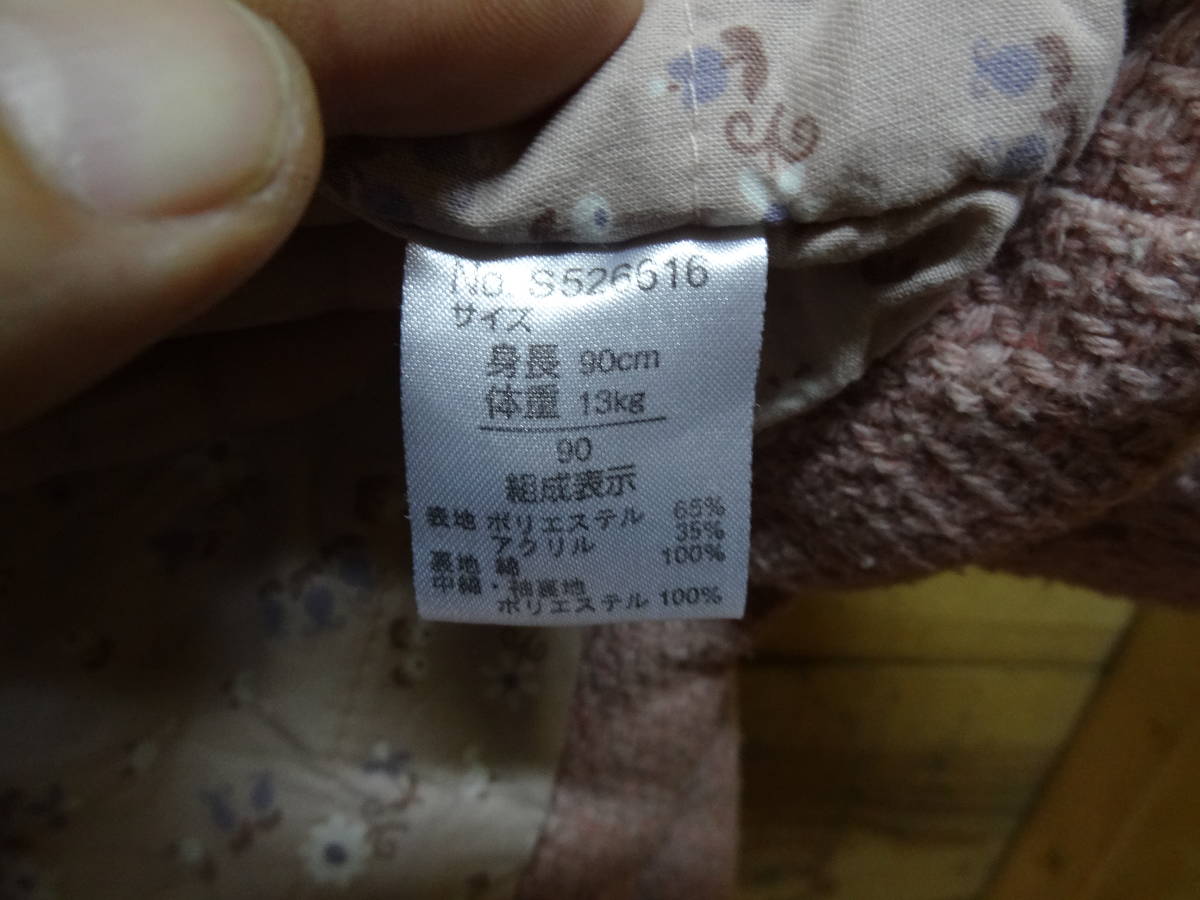 No. S526616
サイズ
身長 90cm
体重 13kg
90
組成表示
表地 ポリエステル 65%
アクリル 35%
裏地 綿 100%
中綿・袖裏地
ポリエステル 100%